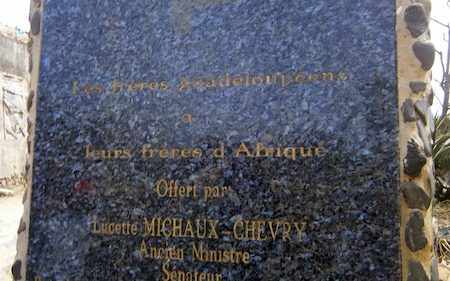 Les frères guadeloupéens
à
leurs frères d'Afrique
Offert par
Lucette MICHAUX-CHEVRY
Ancien Ministre
Sénateur